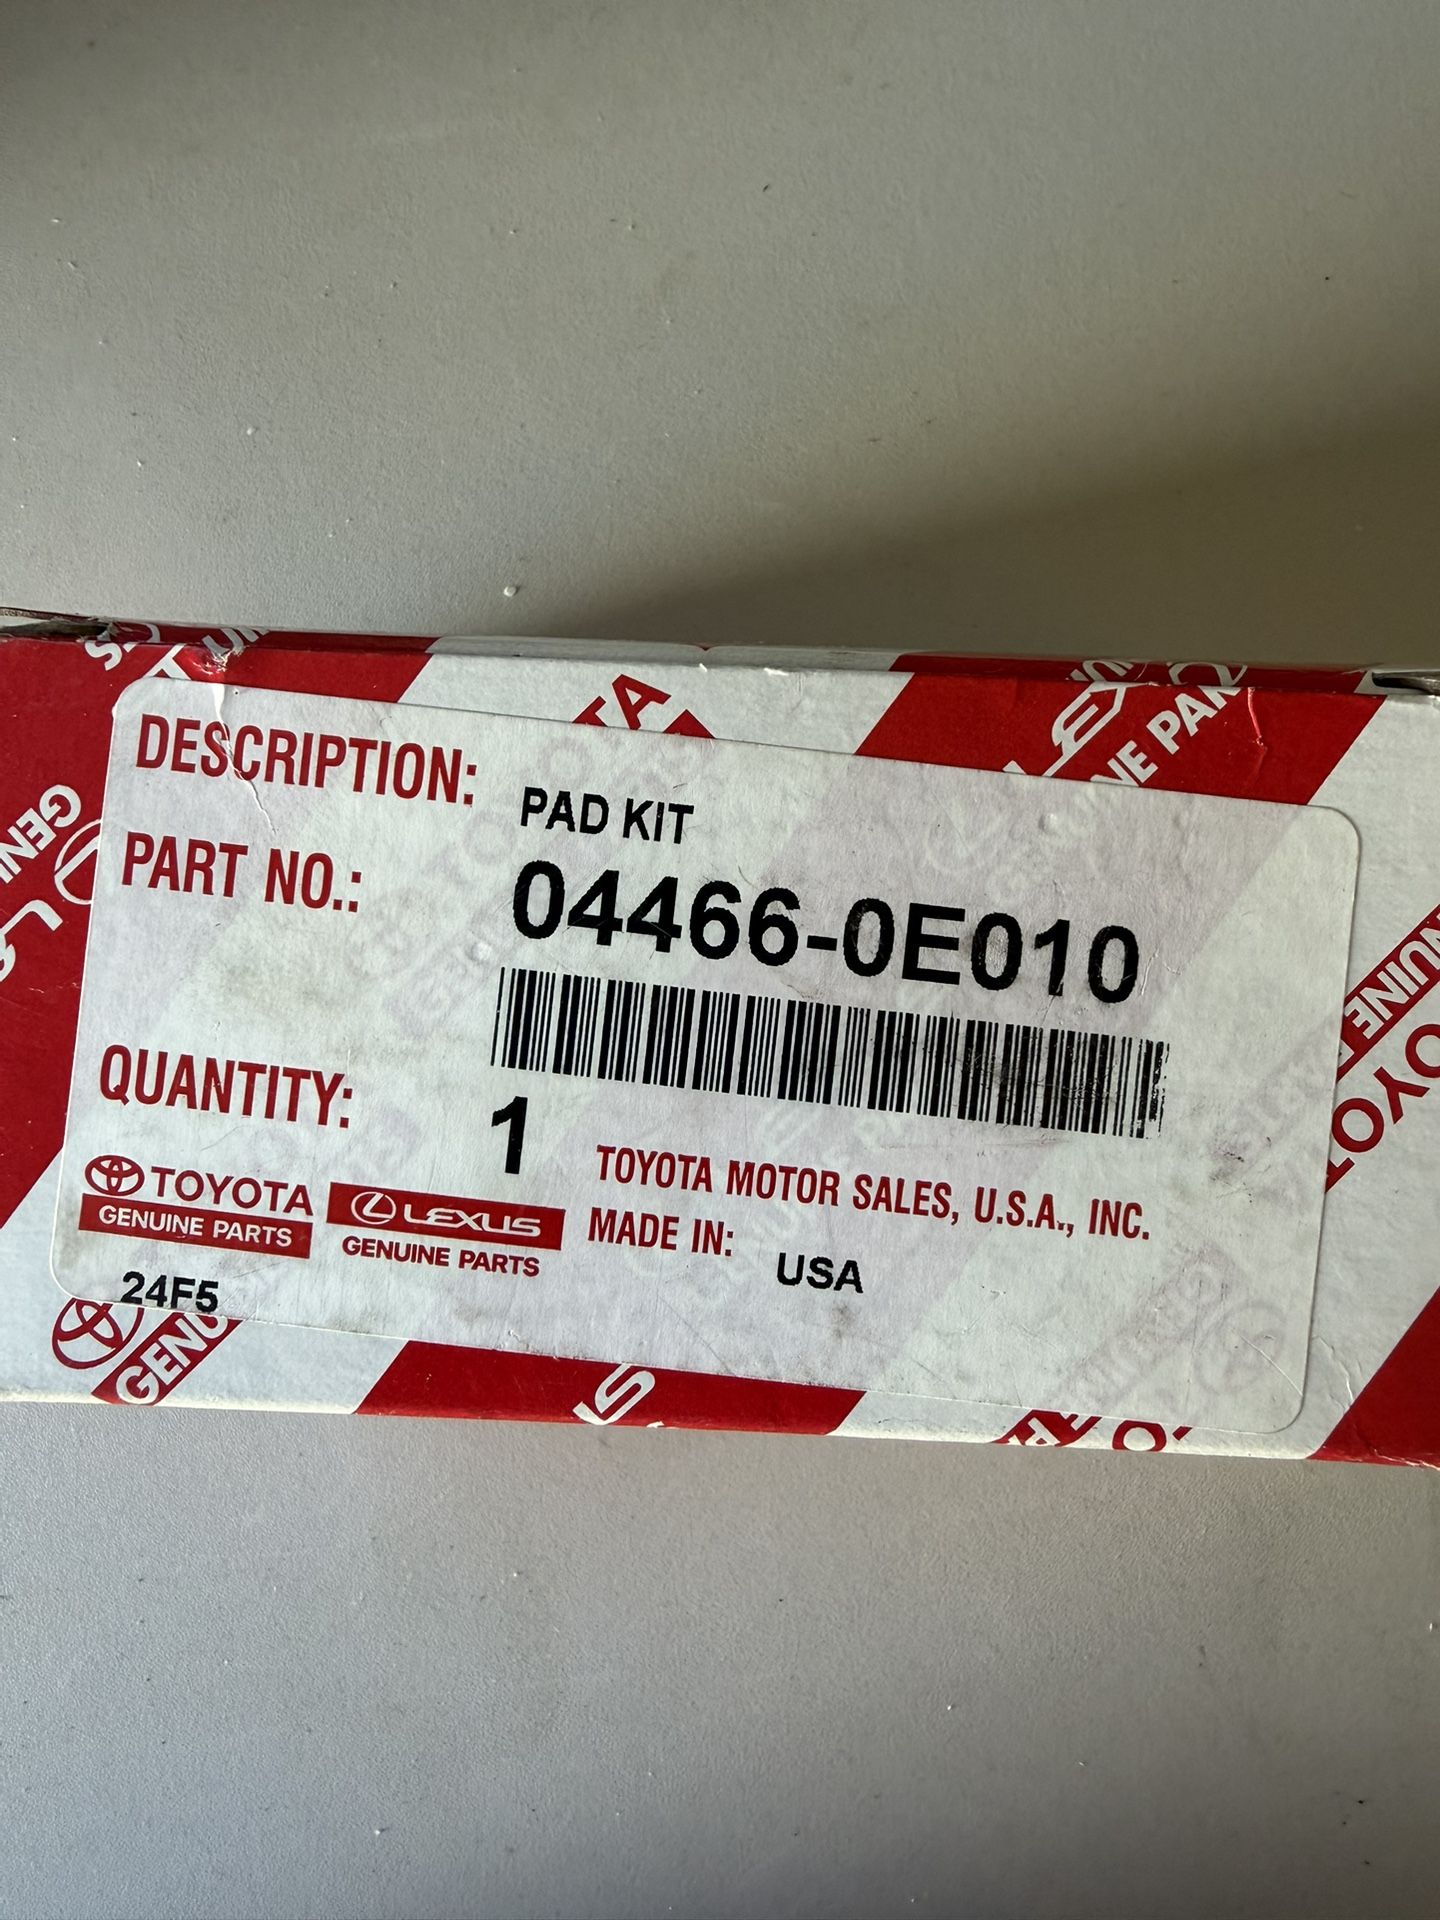 DESCRIPTION: PAD KIT
PART NO.: 04466-0E010
QUANTITY: 1
TOYOTA
GENUINE PARTS
LEXUS
GENUINE PARTS
TOYOTA MOTOR SALES, U.S.A., INC.
MADE IN: USA
24F5